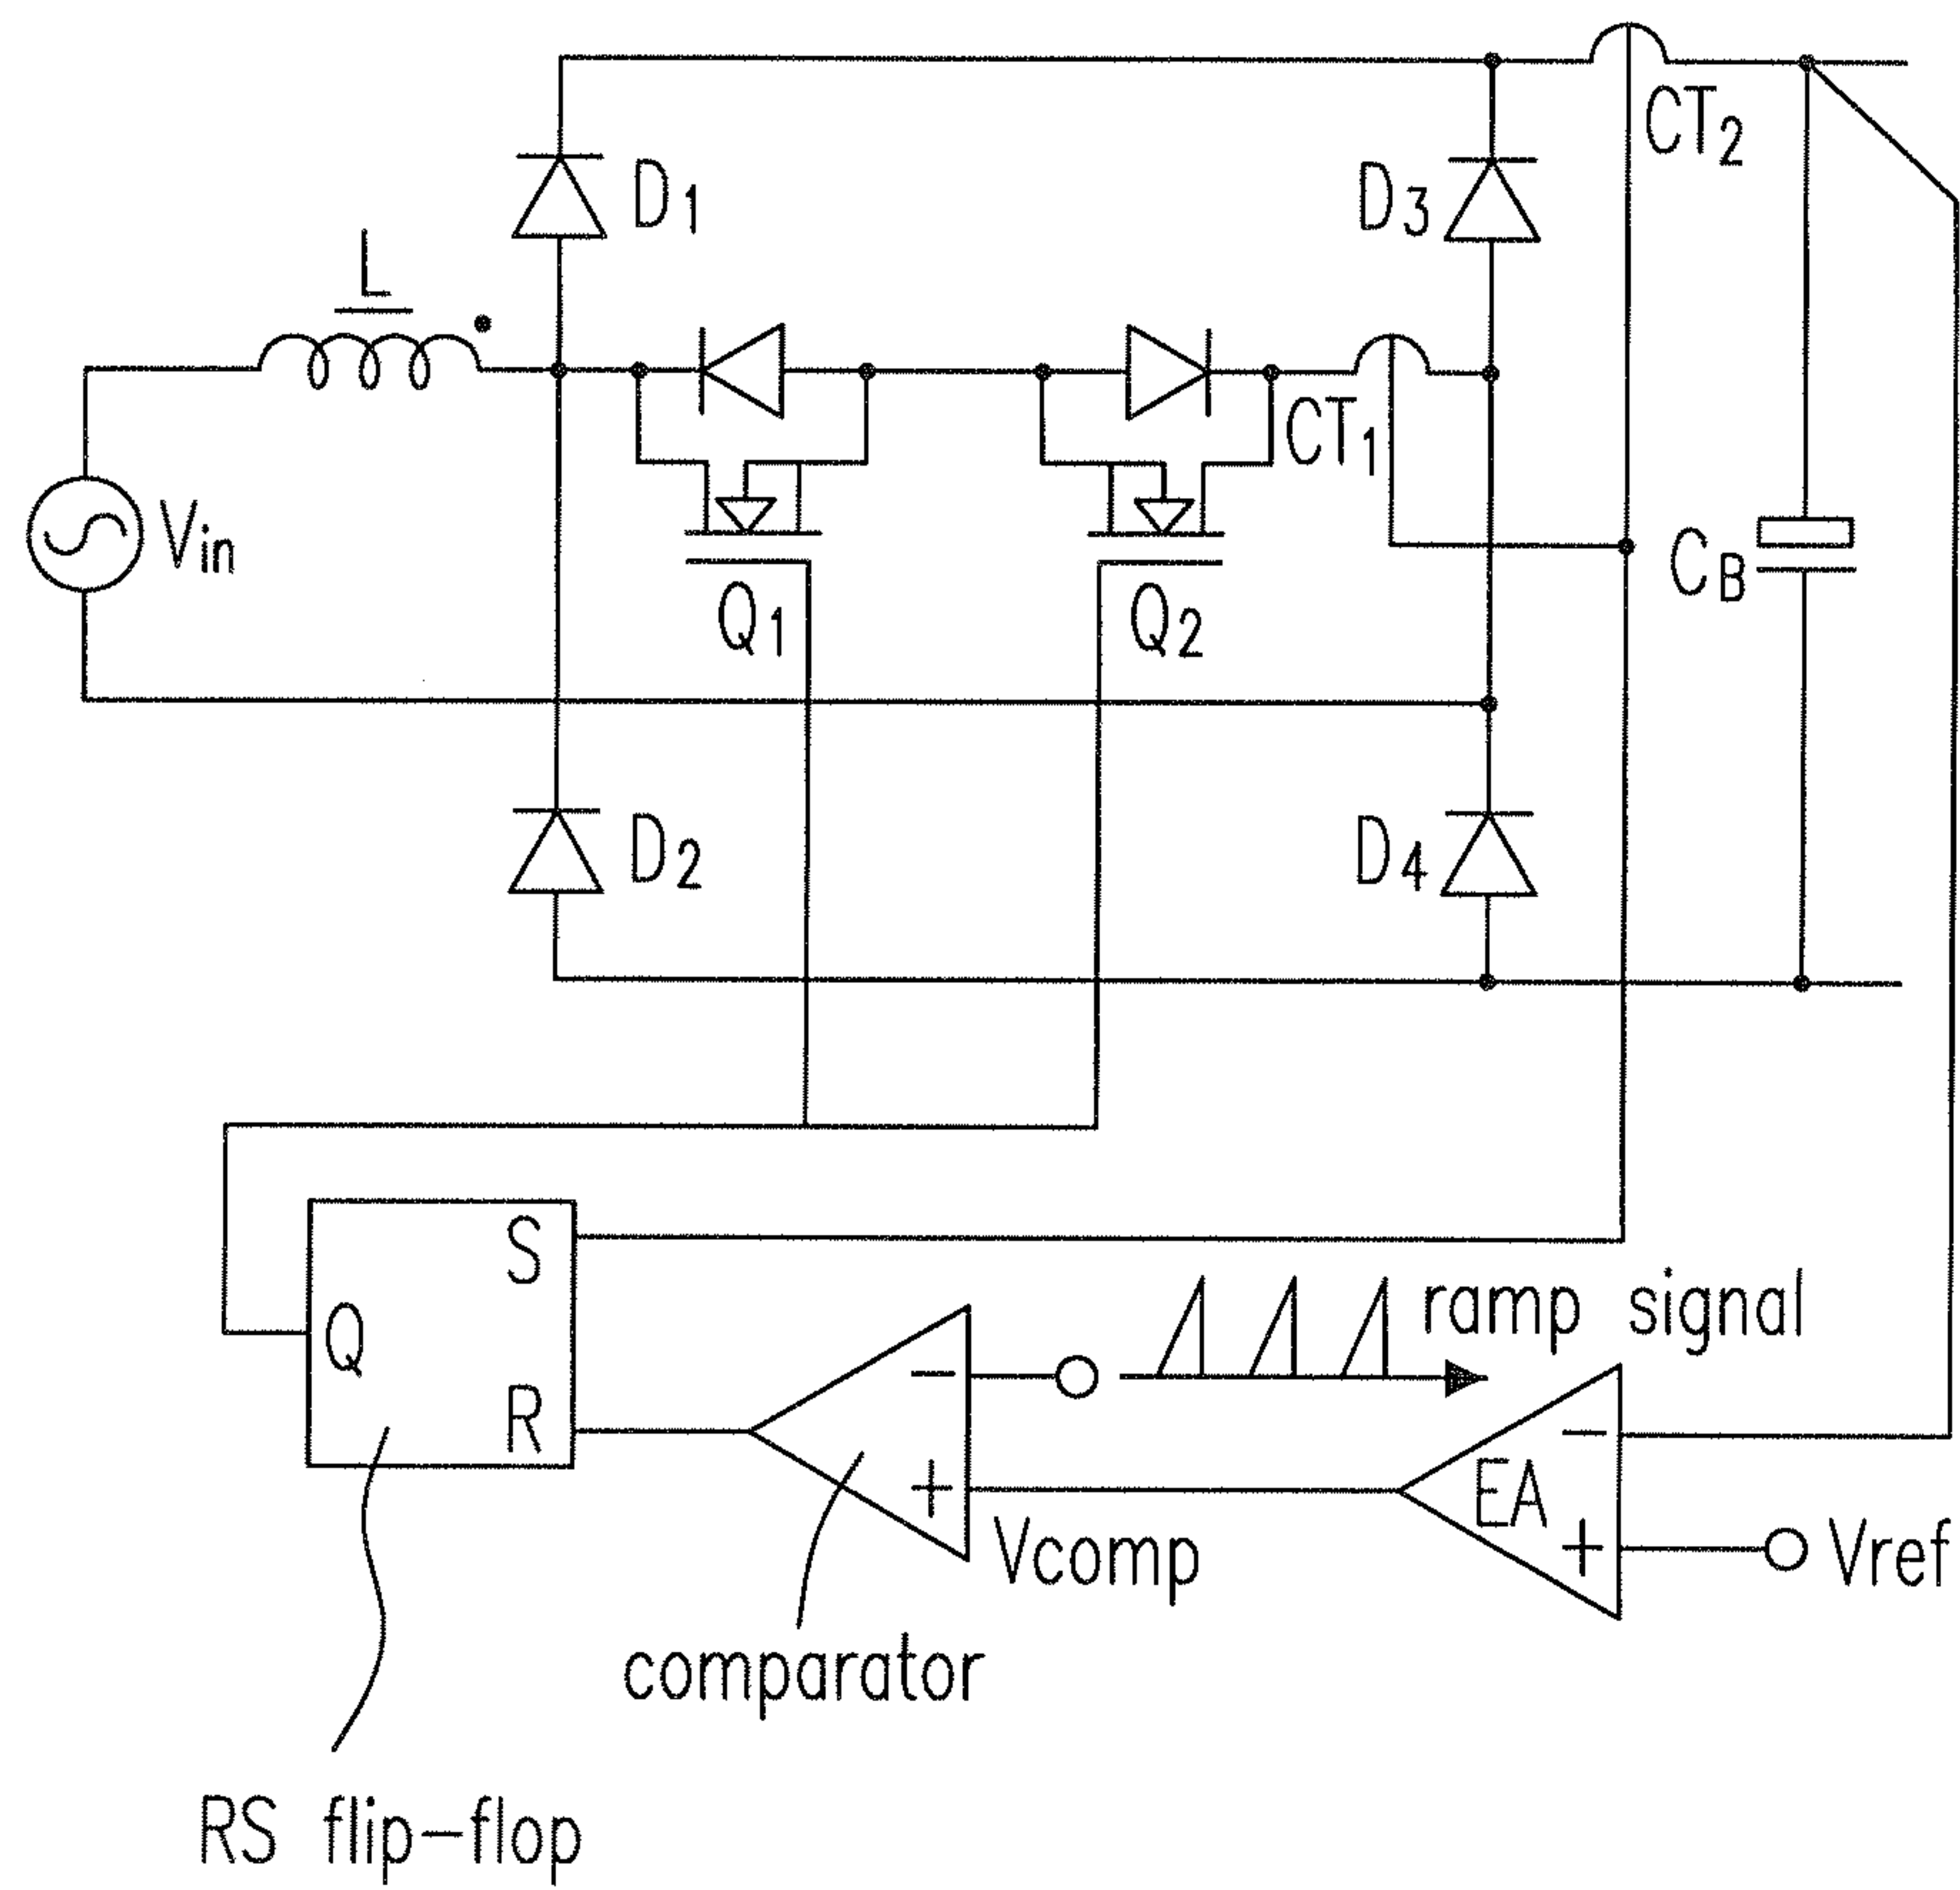 CT2
D1
D3
L
CT1
Vin
CB
Q1
Q2
D2
D4
S
Q
R
ramp signal
−
+
EA
−
+
Vcomp
Vref
comparator
RS flip-flop